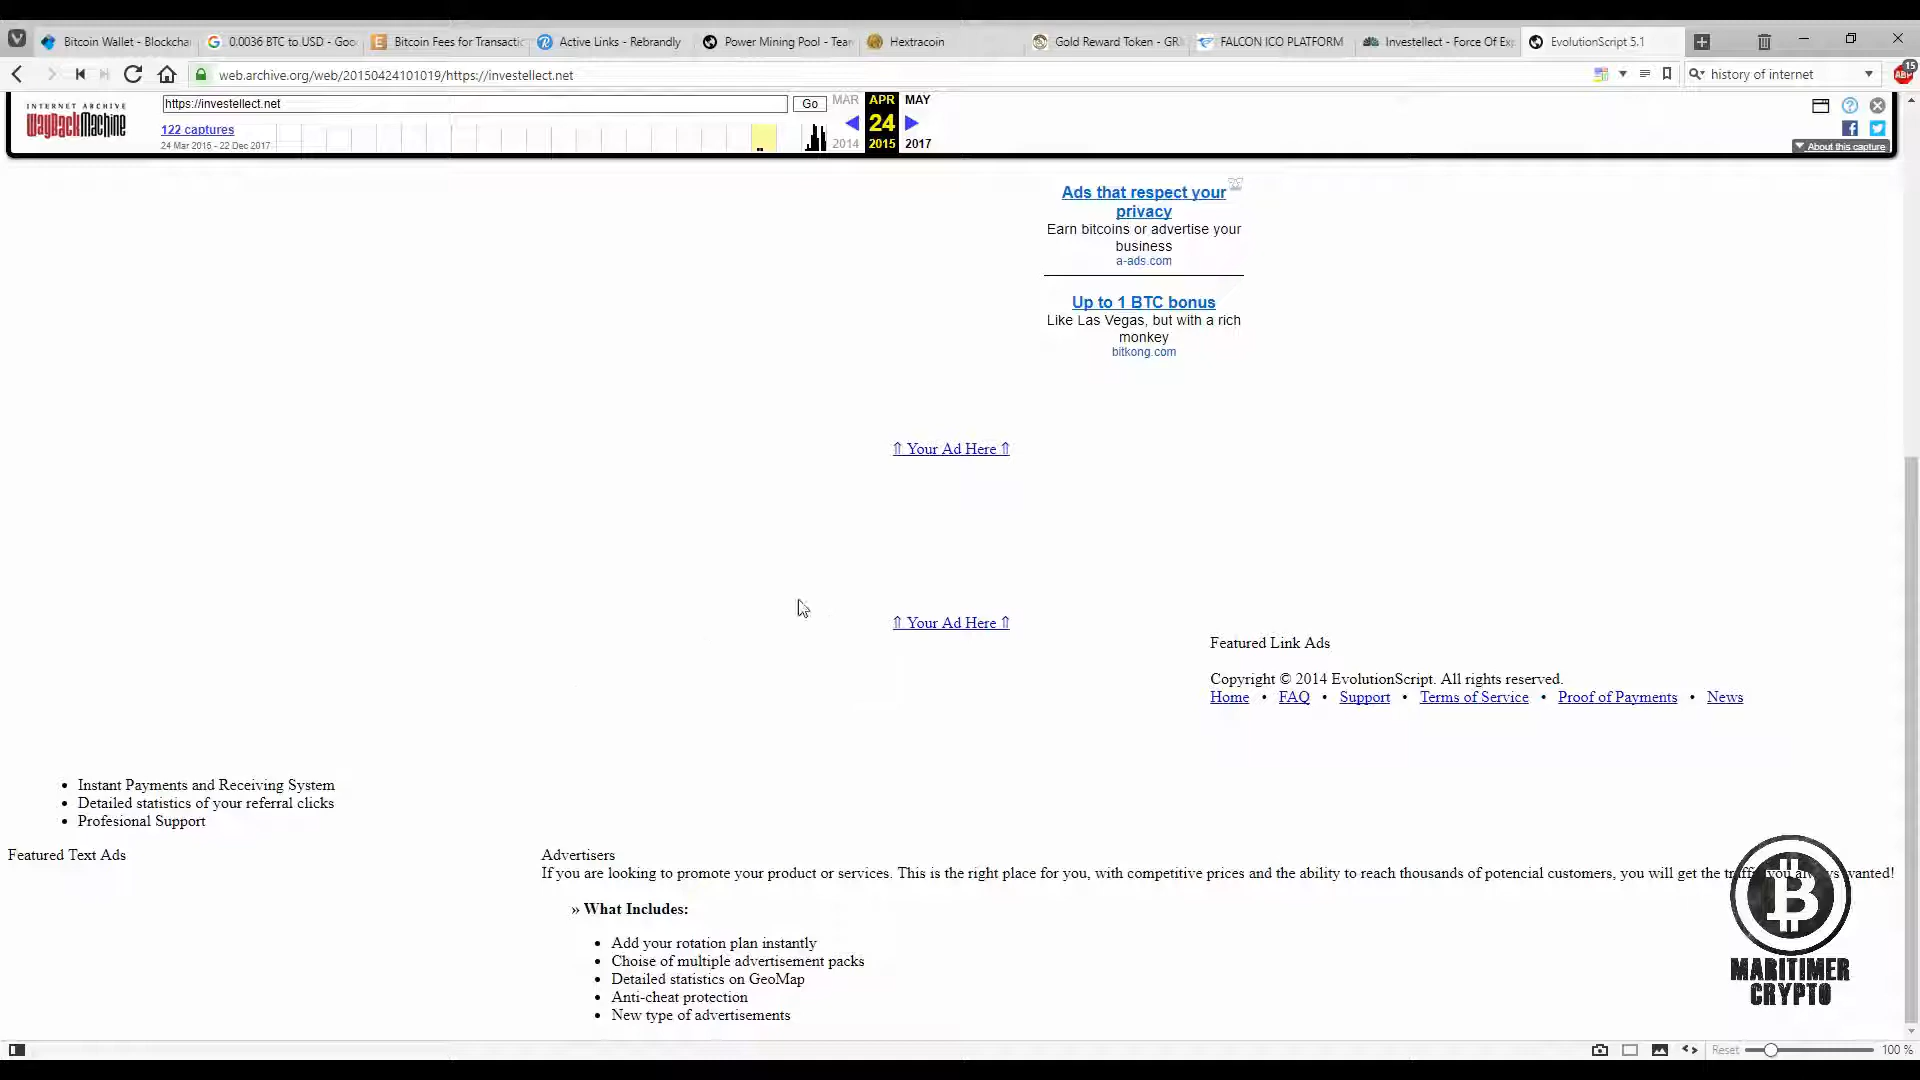 Bitcoin Wallet - Blockcha
0.0036 BTC to USD - Goo
Bitcoin Fees for Transactic
Active Links - Rebrandly
Power Mining Pool - Tear
Hextracoin
Gold Reward Token - GR
FALCON ICO PLATFORM
Investellect - Force Of Ex
EvolutionScript 5.1
web.archive.org/web/20150424101019/https://investellect.net
history of internet
15
ABP
INTERNET ARCHIVE
WayBackMachine
https://investellect.net
Go
MAR APR MAY
122 captures
24
24 Mar 2015 - 22 Dec 2017
2014 2015 2017
About this capture
Ads that respect your
privacy
Earn bitcoins or advertise your
business
a-ads.com
Up to 1 BTC bonus
Like Las Vegas, but with a rich
monkey
bitkong.com
⇑ Your Ad Here ⇑
⇑ Your Ad Here ⇑
Featured Link Ads
Copyright © 2014 EvolutionScript. All rights reserved.
Home • FAQ • Support • Terms of Service • Proof of Payments • News
• Instant Payments and Receiving System
• Detailed statistics of your referral clicks
• Profesional Support
Featured Text Ads
Advertisers
If you are looking to promote your product or services. This is the right place for you, with competitive prices and the ability to reach thousands of potencial customers, you will get the traffic you always wanted!
» What Includes:
• Add your rotation plan instantly
• Choise of multiple advertisement packs
• Detailed statistics on GeoMap
• Anti-cheat protection
• New type of advertisements
MARITIMER
CRYPTO
Reset
100 %